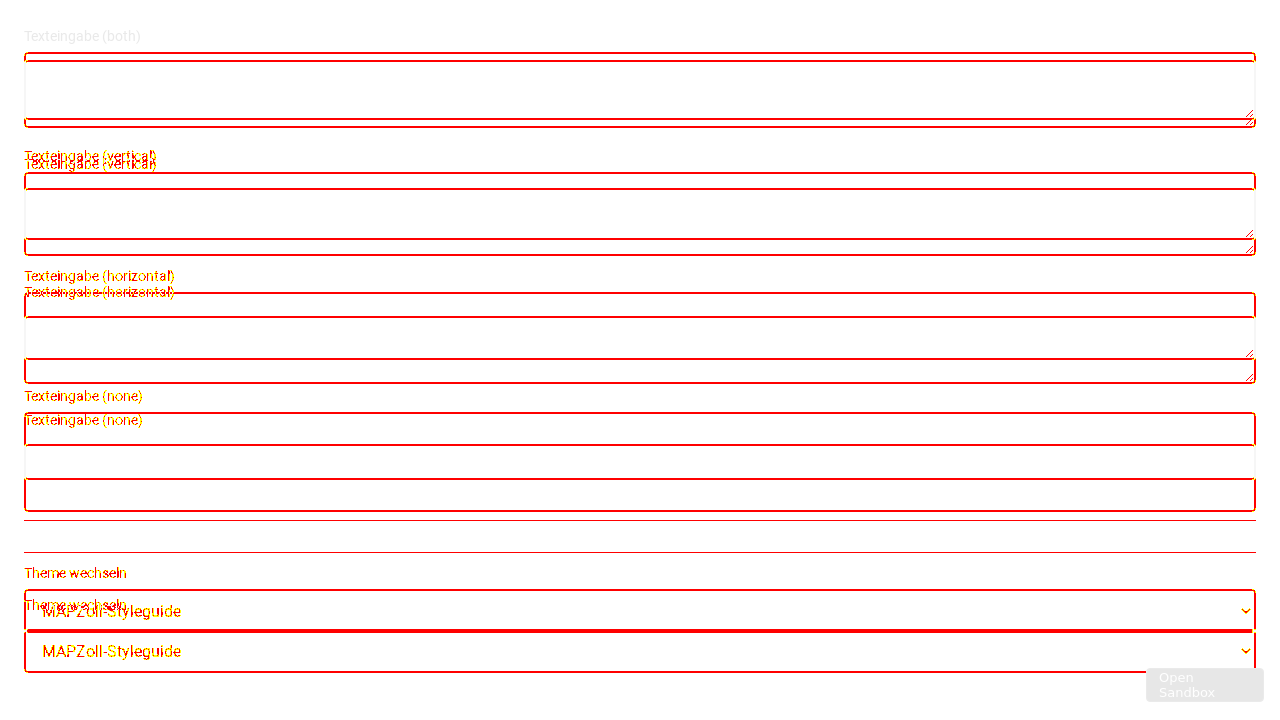 Texteingabe (both)
Texteingabe (vertical)
Texteingabe (vertical)
Texteingabe (horizontal)
Texteingabe (horizontal)
Texteingabe (none)
Texteingabe (none)
Theme wechseln
Theme wechseln
MAPZoll-Styleguide
MAPZoll-Styleguide
Open
Sandbox